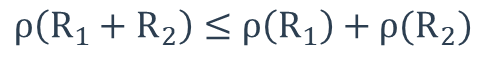 ρ(R₁ + R₂) ≤ ρ(R₁) + ρ(R₂)